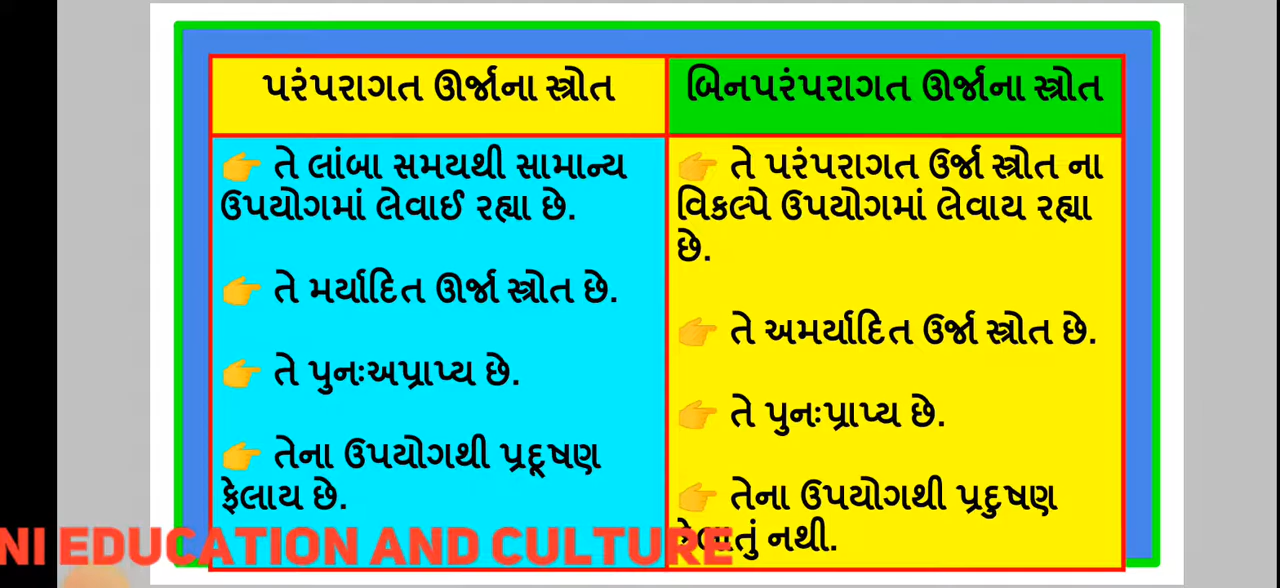 પરંપરાગત ઊર્જાના સ્ત્રોત
👉 તે લાંબા સમયથી સામાન્ય
ઉપયોગમાં લેવાઈ રહ્યા છે.
👉 તે મર્યાદિત ઊર્જા સ્ત્રોત છે.
👉 તે પુનઃઅપ્રાપ્ય છે.
👉 તેના ઉપયોગથી પ્રદૂષણ
ફેલાય છે.
બિનપરંપરાગત ઊર્જાના સ્ત્રોત
👉 તે પરંપરાગત ઉર્જા સ્ત્રોત ના
વિકલ્પે ઉપયોગમાં લેવાય રહ્યા
છે.
👉 તે અમર્યાદિત ઉર્જા સ્ત્રોત છે.
👉 તે પુનઃપ્રાપ્ય છે.
👉 તેના ઉપયોગથી પ્રદુષણ
નથી.
NI EDUCATION AND CULTURE